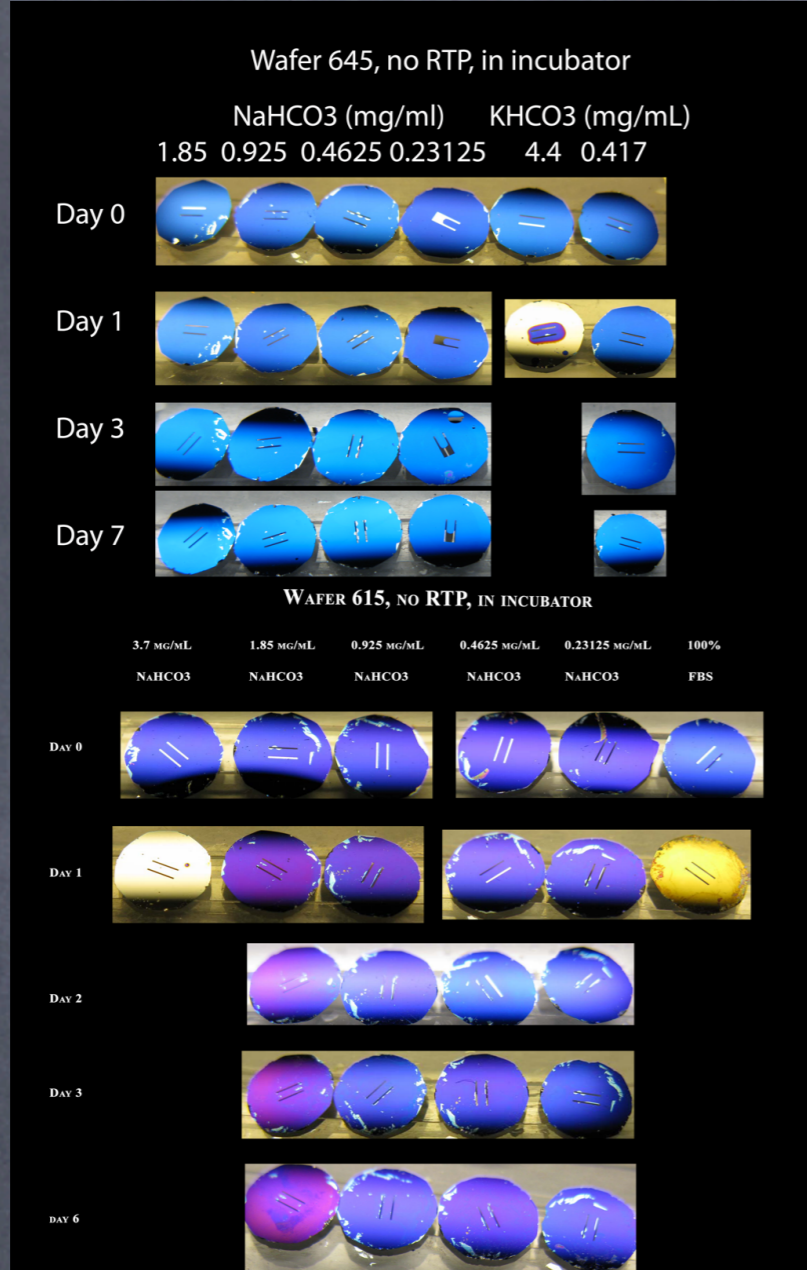 Wafer 645, no RTP, in incubator
NaHCO3 (mg/ml) KHCO3 (mg/mL)
1.85 0.925 0.4625 0.23125 4.4 0.417
Day 0
Day 1
Day 3
Day 7
Wafer 615, no RTP, in incubator
3.7 mg/mL 1.85 mg/mL 0.925 mg/mL 0.4625 mg/mL 0.23125 mg/mL 100%
NaHCO3 NaHCO3 NaHCO3 NaHCO3 NaHCO3 FBS
Day 0
Day 1
Day 2
Day 3
day 6